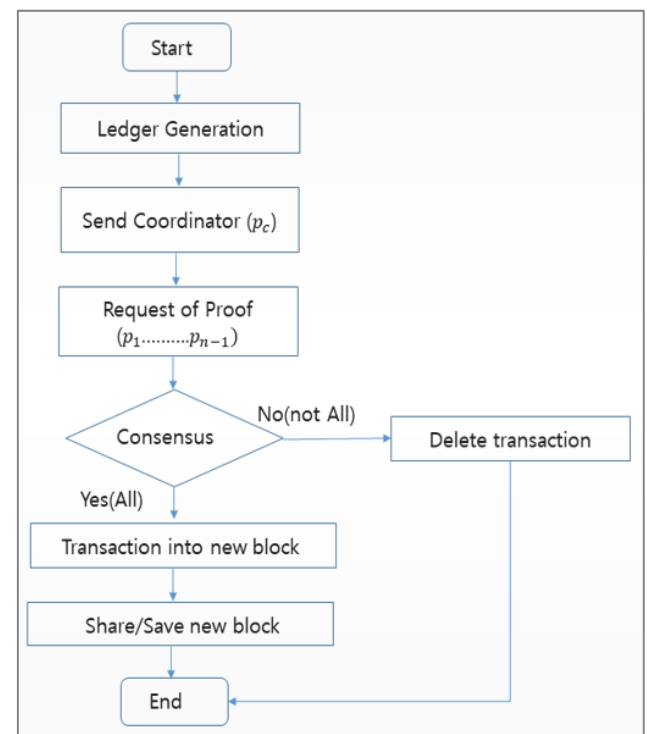 Start
Ledger Generation
Send Coordinator (p_c)
Request of Proof
(p_1.........p_{n−1})
Consensus
No(not All)
Delete transaction
Yes(All)
Transaction into new block
Share/Save new block
End